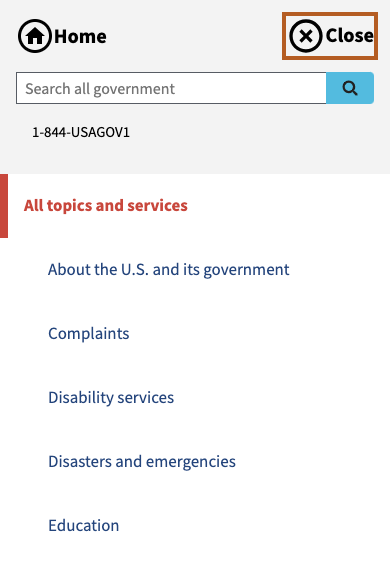 Home
Close
Search all government
1-844-USAGOV1
All topics and services
About the U.S. and its government
Complaints
Disability services
Disasters and emergencies
Education